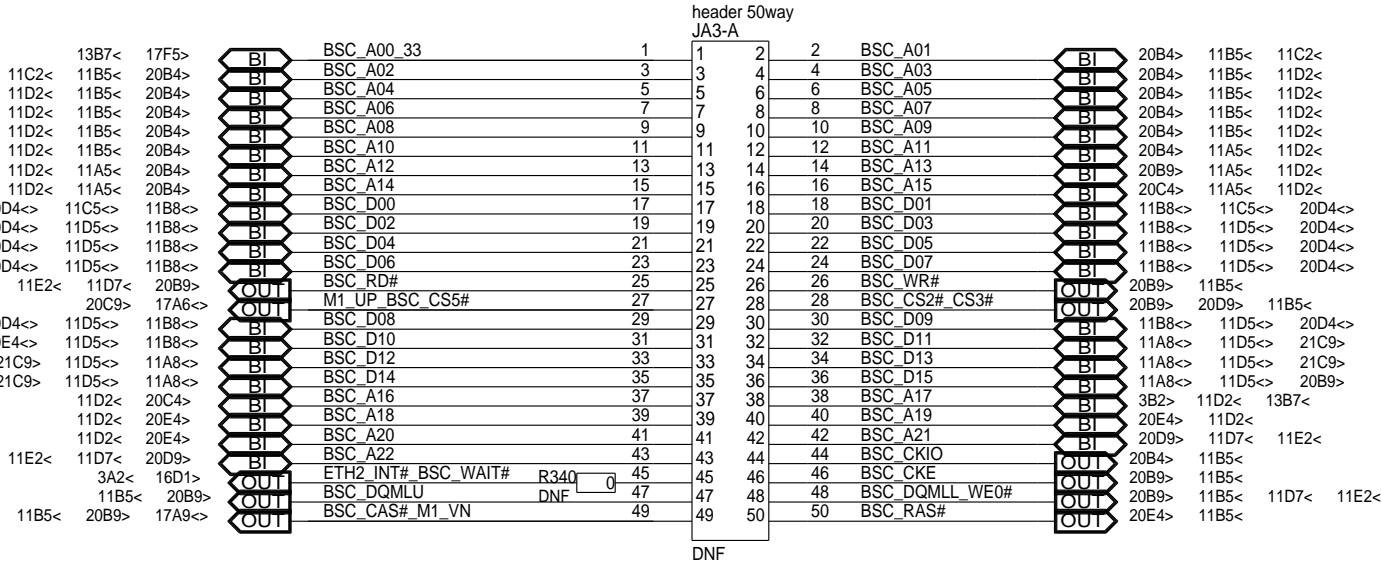 header 50way
JA3-A
13B7< 17F5> BI BSC_A00_33 1 1 2 2 BSC_A01 BI 20B4> 11B5< 11C2<
11C2< 11B5< 20B4> BI BSC_A02 3 3 4 4 BSC_A03 BI 20B4> 11B5< 11D2<
11D2< 11B5< 20B4> BI BSC_A04 5 5 6 6 BSC_A05 BI 20B4> 11B5< 11D2<
11D2< 11B5< 20B4> BI BSC_A06 7 7 8 8 BSC_A07 BI 20B4> 11B5< 11D2<
11D2< 11B5< 20B4> BI BSC_A08 9 9 10 10 BSC_A09 BI 20B4> 11B5< 11D2<
11D2< 11B5< 20B4> BI BSC_A10 11 11 12 12 BSC_A11 BI 20B4> 11A5< 11D2<
11D2< 11A5< 20B4> BI BSC_A12 13 13 14 14 BSC_A13 BI 20B9> 11A5< 11D2<
11D2< 11A5< 20B4> BI BSC_A14 15 15 16 16 BSC_A15 BI 20C4> 11A5< 11D2<
D4<> 11C5<> 11B8<> BI BSC_D00 17 17 18 18 BSC_D01 BI 11B8<> 11C5<> 20D4<>
D4<> 11D5<> 11B8<> BI BSC_D02 19 19 20 20 BSC_D03 BI 11B8<> 11D5<> 20D4<>
D4<> 11D5<> 11B8<> BI BSC_D04 21 21 22 22 BSC_D05 BI 11B8<> 11D5<> 20D4<>
D4<> 11D5<> 11B8<> BI BSC_D06 23 23 24 24 BSC_D07 BI 11B8<> 11D5<> 20D4<>
11E2< 11D7< 20B9> OUT BSC_RD# 25 25 26 26 BSC_WR# OUT 20B9> 11B5<
20C9> 17A6<> OUT M1_UP_BSC_CS5# 27 27 28 28 BSC_CS2#_CS3# OUT 20B9> 20D9> 11B5<
D4<> 11D5<> 11B8<> BI BSC_D08 29 29 30 30 BSC_D09 BI 11B8<> 11D5<> 20D4<>
E4<> 11D5<> 11B8<> BI BSC_D10 31 31 32 32 BSC_D11 BI 11A8<> 11D5<> 21C9>
21C9> 11D5<> 11A8<> BI BSC_D12 33 33 34 34 BSC_D13 BI 11A8<> 11D5<> 21C9>
21C9> 11D5<> 11A8<> BI BSC_D14 35 35 36 36 BSC_D15 BI 11A8<> 11D5<> 20B9>
11D2< 20C4> BI BSC_A16 37 37 38 38 BSC_A17 BI 3B2> 11D2< 13B7<
11D2< 20E4> BI BSC_A18 39 39 40 40 BSC_A19 BI 20E4> 11D2<
11D2< 20E4> BI BSC_A20 41 41 42 42 BSC_A21 BI 20D9> 11D7< 11E2<
11E2< 11D7< 20D9> BI BSC_A22 43 43 44 44 BSC_CKIO OUT 20B4> 11B5<
3A2< 16D1> OUT ETH2_INT#_BSC_WAIT# R340 0 45 45 46 46 BSC_CKE OUT 20B9> 11B5<
11B5< 20B9> OUT BSC_DQMLU DNF 47 47 48 48 BSC_DQMLL_WE0# OUT 20B9> 11B5< 11D7< 11E2<
11B5< 20B9> 17A9<> OUT BSC_CAS#_M1_VN 49 49 50 50 BSC_RAS# OUT 20E4> 11B5<
DNF